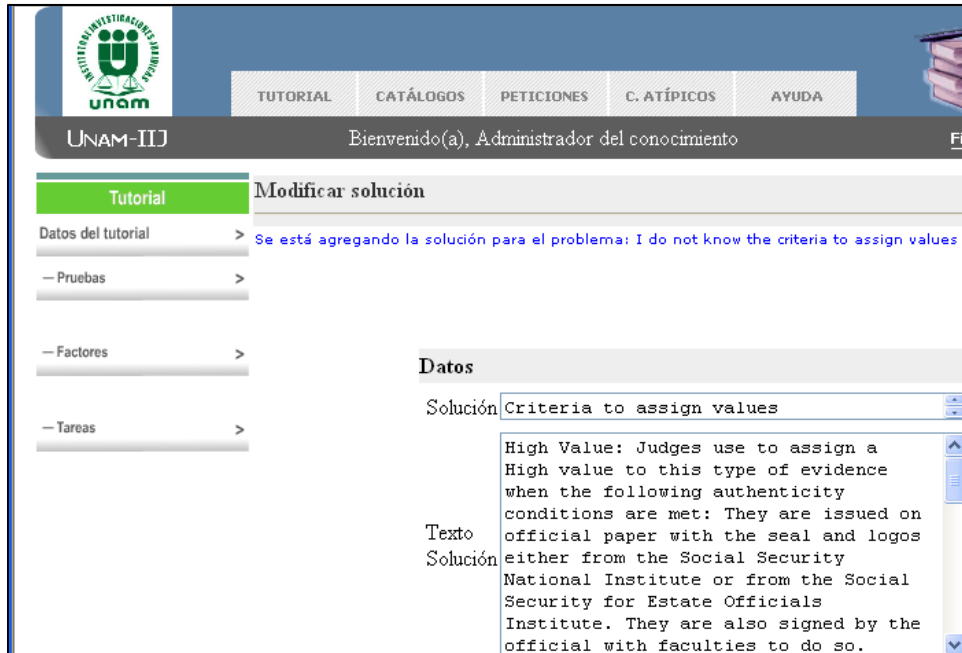 INSTITUTO DE INVESTIGACIONES JURIDICAS
unam
TUTORIAL CATÁLOGOS PETICIONES C. ATÍPICOS AYUDA
UNAM-IIJ Bienvenido(a), Administrador del conocimiento
Tutorial
Modificar solución
Datos del tutorial >
Se está agregando la solución para el problema: I do not know the criteria to assign values
— Pruebas >
— Factores >
Datos
Solución Criteria to assign values
— Tareas >
Texto Solución
High Value: Judges use to assign a
High value to this type of evidence
when the following authenticity
conditions are met: They are issued on
official paper with the seal and logos
either from the Social Security
National Institute or from the Social
Security for Estate Officials
Institute. They are also signed by the
official with faculties to do so.